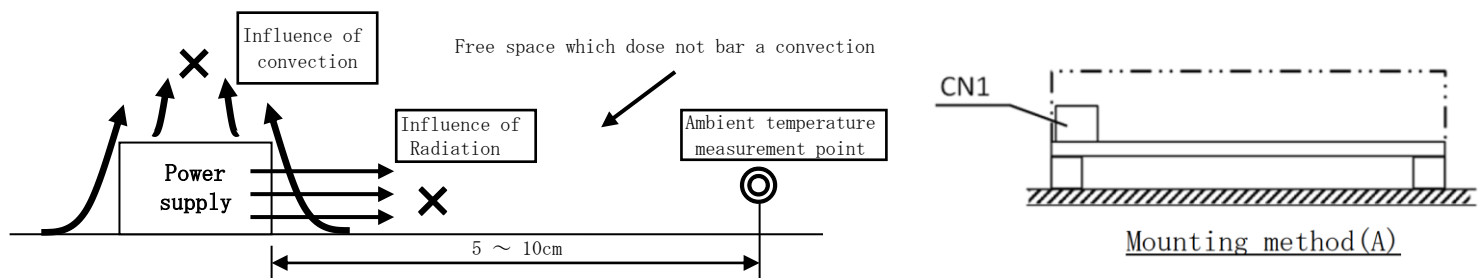 Influence of
convection
Free space which dose not bar a convection
Influence of
Radiation
Ambient temperature
measurement point
Power
supply
5 ～ 10cm
CN1
Mounting method(A)